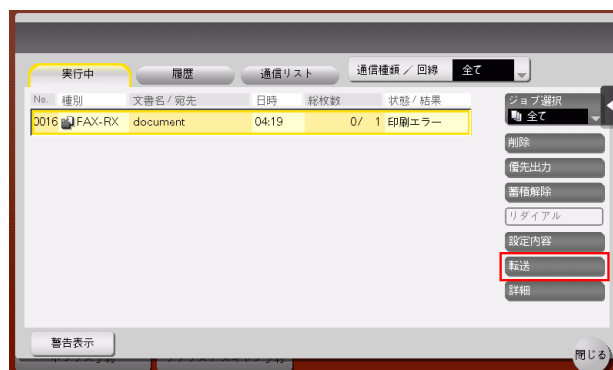 実行中 履歴 通信リスト 通信種類 ／ 回線 全て
No. 種別 文書名 / 宛先 日時 総枚数 状態 / 結果 ジョブ選択
全て
0016 FAX-RX document 04:19 0/ 1 印刷エラー
削除
優先出力
蓄積解除
リダイアル
設定内容
転送
詳細
警告表示
閉じる